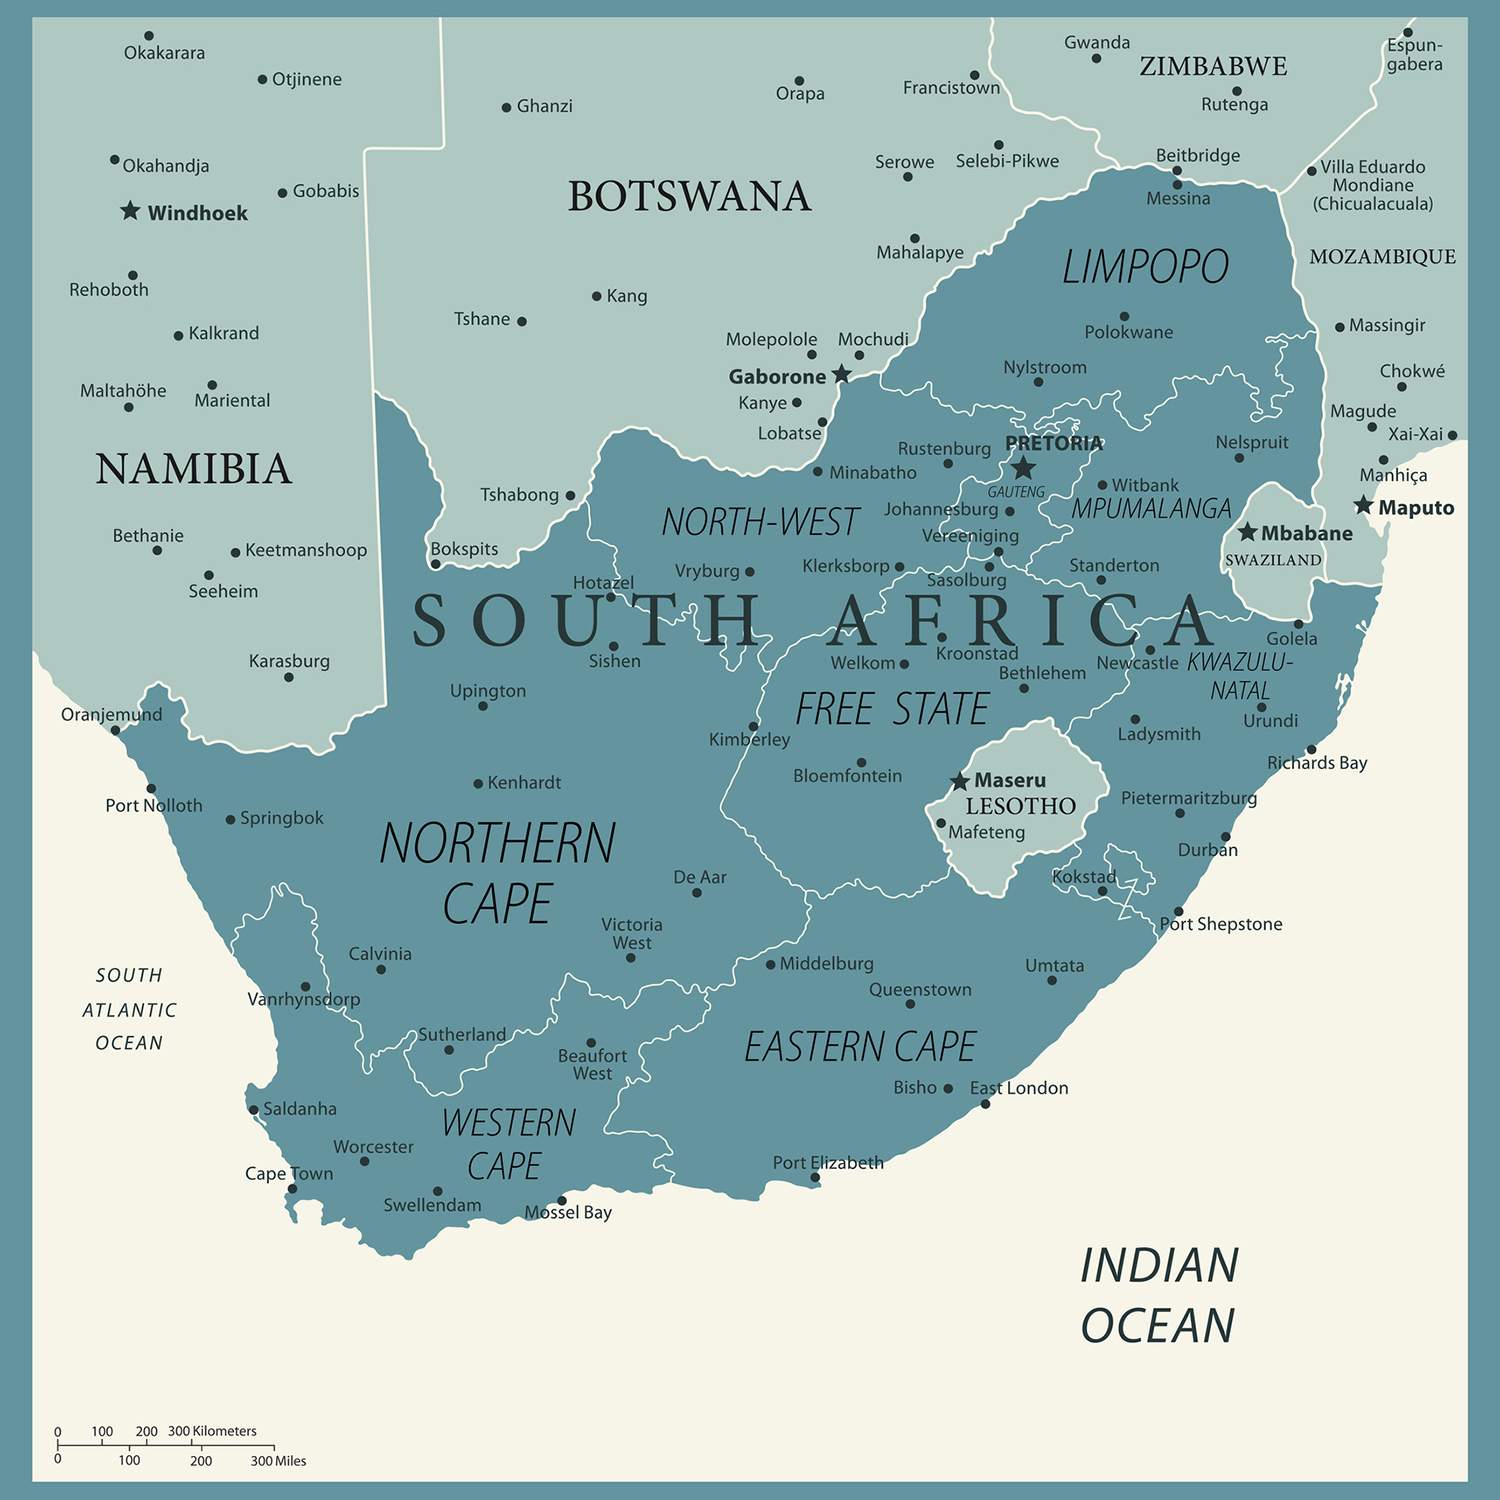 Okakarara
Otjinene
Ghanzi
Orapa
Francistown
Gwanda
ZIMBABWE
Rutenga
Espun-
gabera
Okahandja
Gobabis
Windhoek
BOTSWANA
Serowe
Selebi-Pikwe
Beitbridge
Messina
Villa Eduardo
Mondiane
(Chicualacuala)
Mahalapye
LIMPOPO
MOZAMBIQUE
Rehoboth
Kang
Tshane
Kalkrand
Polokwane
Massingir
Molepolole
Mochudi
Gaborone
Nylstroom
Chokwé
Maltahöhe
Mariental
Kanye
Lobatse
Magude
Xai-Xai
NAMIBIA
Rustenburg
PRETORIA
Nelspruit
Minabatho
Manhiça
Tshabong
GAUTENG
Witbank
MPUMALANGA
Maputo
NORTH-WEST
Johannesburg
Vereeniging
Mbabane
SWAZILAND
Bethanie
Keetmanshoop
Bokspits
Seeheim
Hotazel
Vryburg
Klerksborp
Sasolburg
Standerton
SOUTH AFRICA
Golela
Karasburg
Sishen
Welkom
Kroonstad
Bethlehem
Newcastle
KWAZULU-
NATAL
Upington
Oranjemund
FREE STATE
Urundi
Kimberley
Ladysmith
Bloemfontein
Richards Bay
Maseru
LESOTHO
Mafeteng
Port Nolloth
Springbok
Kenhardt
Pietermaritzburg
NORTHERN
CAPE
Durban
De Aar
Kokstad
Victoria
West
Port Shepstone
Calvinia
Middelburg
Umtata
SOUTH
ATLANTIC
OCEAN
Vanrhynsdorp
Queenstown
Sutherland
Beaufort
West
EASTERN CAPE
Bisho
East London
Saldanha
WESTERN
CAPE
Worcester
Cape Town
Port Elizabeth
Swellendam
Mossel Bay
INDIAN
OCEAN
0 100 200 300 Kilometers
0 100 200 300 Miles